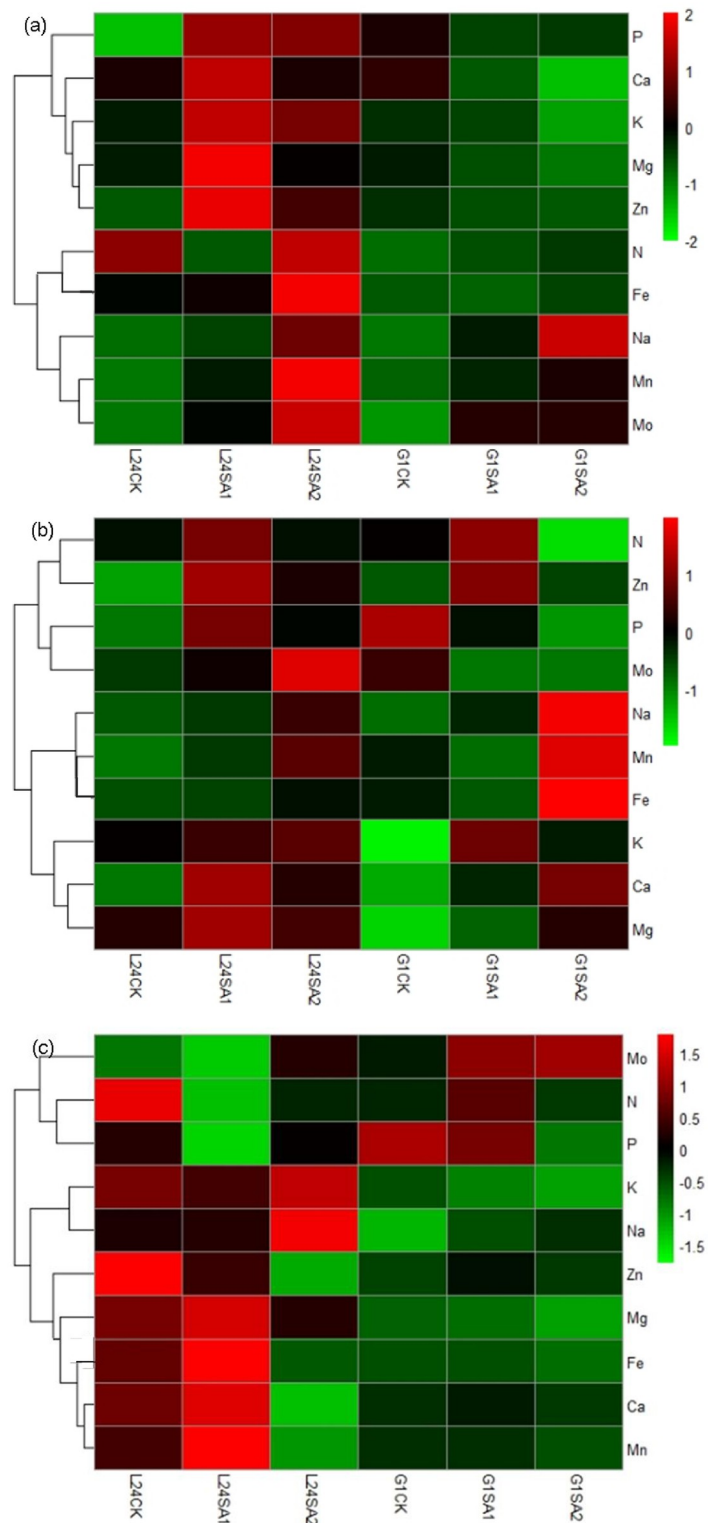 (a)
P
Ca
K
Mg
Zn
N
Fe
Na
Mn
Mo
L24CK
L24SA1
L24SA2
G1CK
G1SA1
G1SA2
2
1
0
-1
-2
(b)
N
Zn
P
Mo
Na
Mn
Fe
K
Ca
Mg
L24CK
L24SA1
L24SA2
G1CK
G1SA1
G1SA2
1
0
-1
(c)
Mo
N
P
K
Na
Zn
Mg
Fe
Ca
Mn
L24CK
L24SA1
L24SA2
G1CK
G1SA1
G1SA2
1.5
1
0.5
0
-0.5
-1
-1.5